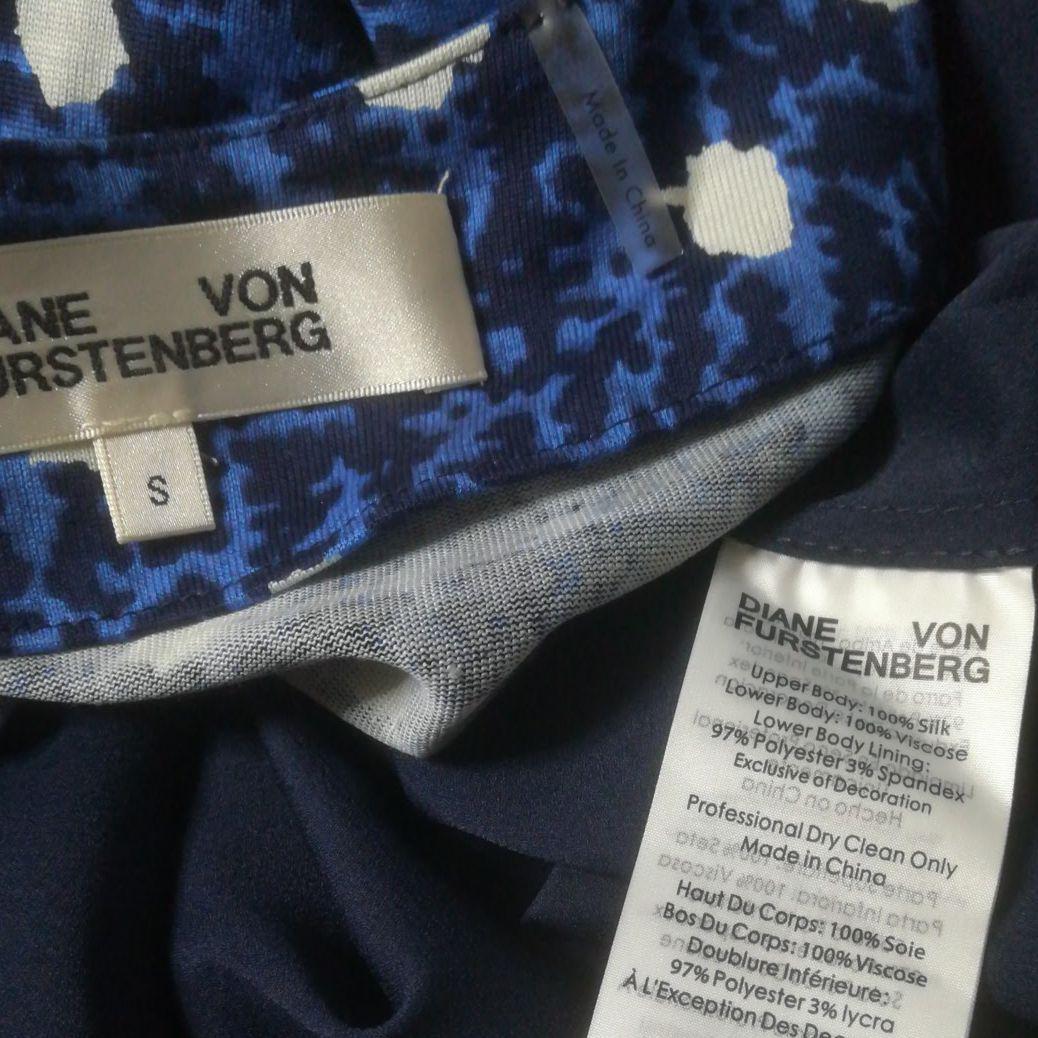 Made In China
ANE VON
URSTENBERG
S
DIANE VON
FURSTENBERG
Upper Body: 100% Silk
Lower Body: 100% Viscose
Lower Body Lining:
97% Polyester 3% Spandex
Exclusive of Decoration
Professional Dry Clean Only
Made in China
Haut Du Corps: 100% Soie
Bos Du Corps: 100% Viscose
Doublure Inférieure:
97% Polyester 3% lycra
À L'Exception Des